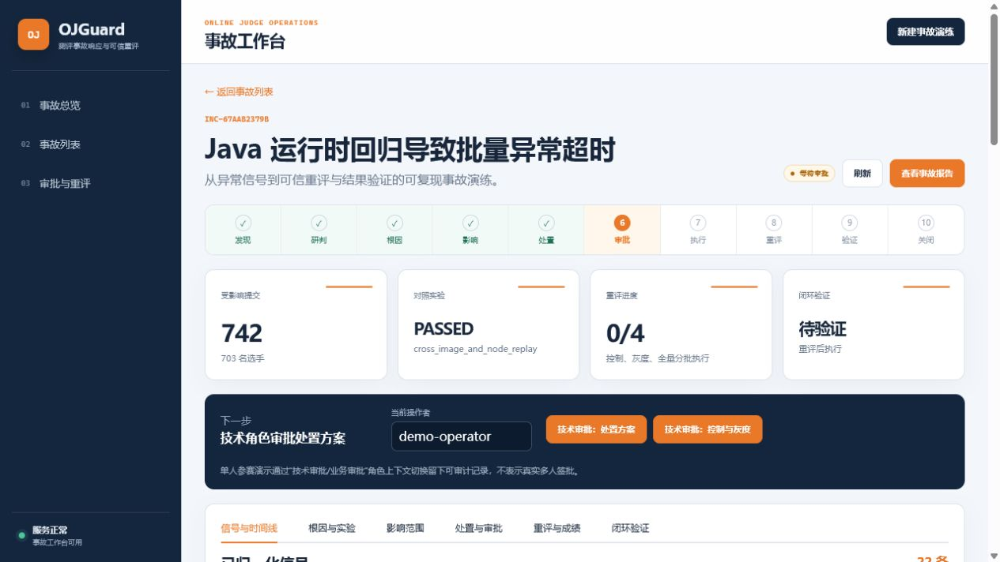 OJ
OJGuard
测评事故响应与可信重评
01 事故总览
02 事故列表
03 审批与重评
服务正常
事故工作台可用
ONLINE JUDGE OPERATIONS
事故工作台
新建事故演练
← 返回事故列表
INC-67AAB2379B
Java 运行时回归导致批量异常超时
从异常信号到可信重评与结果验证的可复现事故演练。
等待审批
刷新
查看事故报告
✓ ✓ ✓ ✓ ✓ 6 7 8 9 10
发现 研判 根因 影响 处置 审批 执行 重评 验证 关闭
受影响提交
742
703 名选手
对照实验
PASSED
cross_image_and_node_replay
重评进度
0/4
控制、灰度、全量分批执行
闭环验证
待验证
重评后执行
下一步
技术角色审批处置方案
当前操作者
demo-operator
技术审批：处置方案
技术审批：控制与灰度
单人参赛演示通过“技术审批/业务审批”角色上下文切换留下可审计记录，不表示真实多人签批。
信号与时间线 根因与实验 影响范围 处置与审批 重评与成绩 闭环验证
已归一化信号
22 条